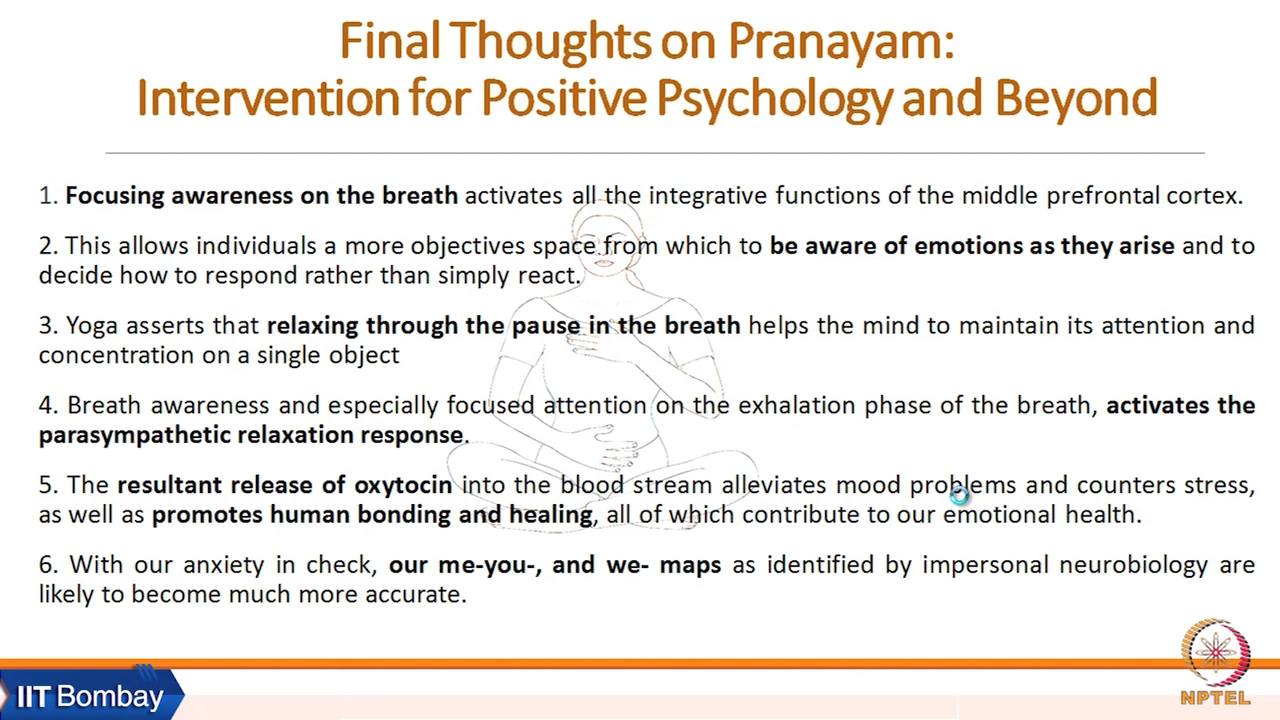 Final Thoughts on Pranayam:
Intervention for Positive Psychology and Beyond
1. Focusing awareness on the breath activates all the integrative functions of the middle prefrontal cortex.
2. This allows individuals a more objectives space from which to be aware of emotions as they arise and to
decide how to respond rather than simply react.
3. Yoga asserts that relaxing through the pause in the breath helps the mind to maintain its attention and
concentration on a single object
4. Breath awareness and especially focused attention on the exhalation phase of the breath, activates the
parasympathetic relaxation response.
5. The resultant release of oxytocin into the blood stream alleviates mood problems and counters stress,
as well as promotes human bonding and healing, all of which contribute to our emotional health.
6. With our anxiety in check, our me-you-, and we- maps as identified by impersonal neurobiology are
likely to become much more accurate.
IIT Bombay
NPTEL